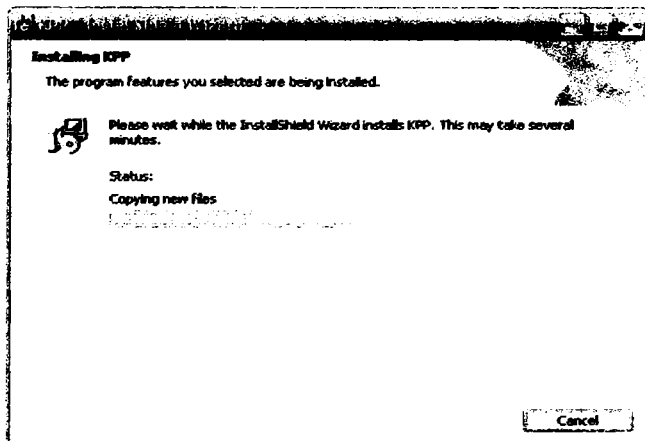 Installing KPP
The program features you selected are being installed.
Please wait while the InstallShield Wizard installs KPP. This may take several
minutes.
Status:
Copying new files
Cancel